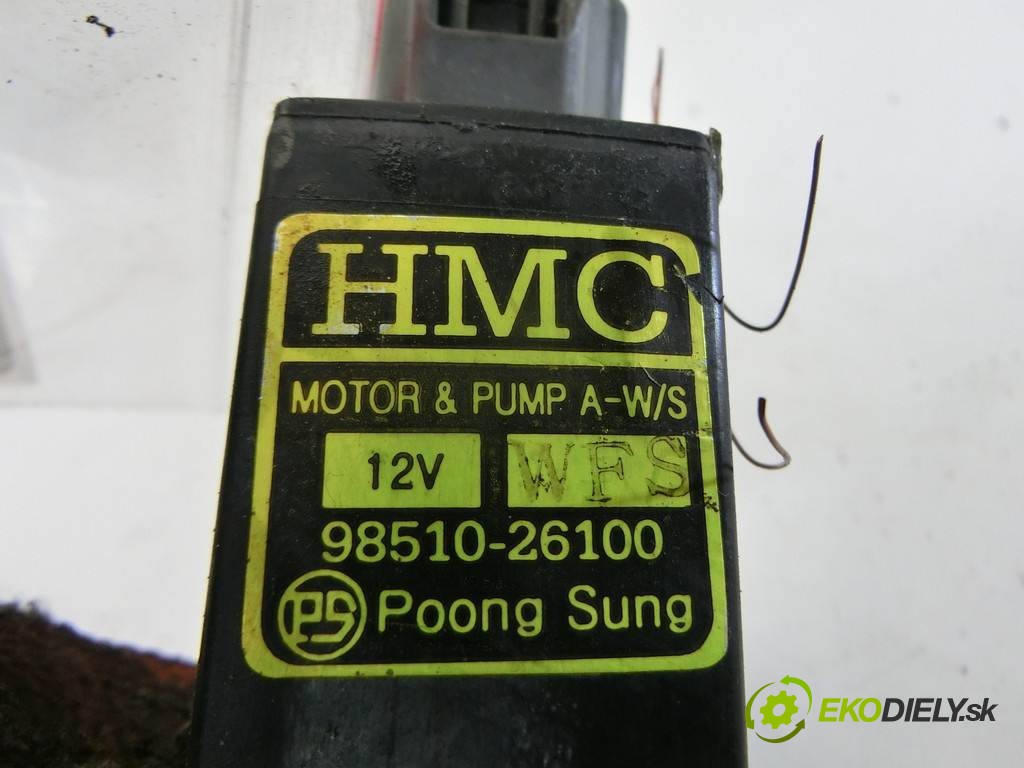 HMC
MOTOR & PUMP A-W/S
12V WFS
98510-26100
PS Poong Sung
EKODIELY.sk